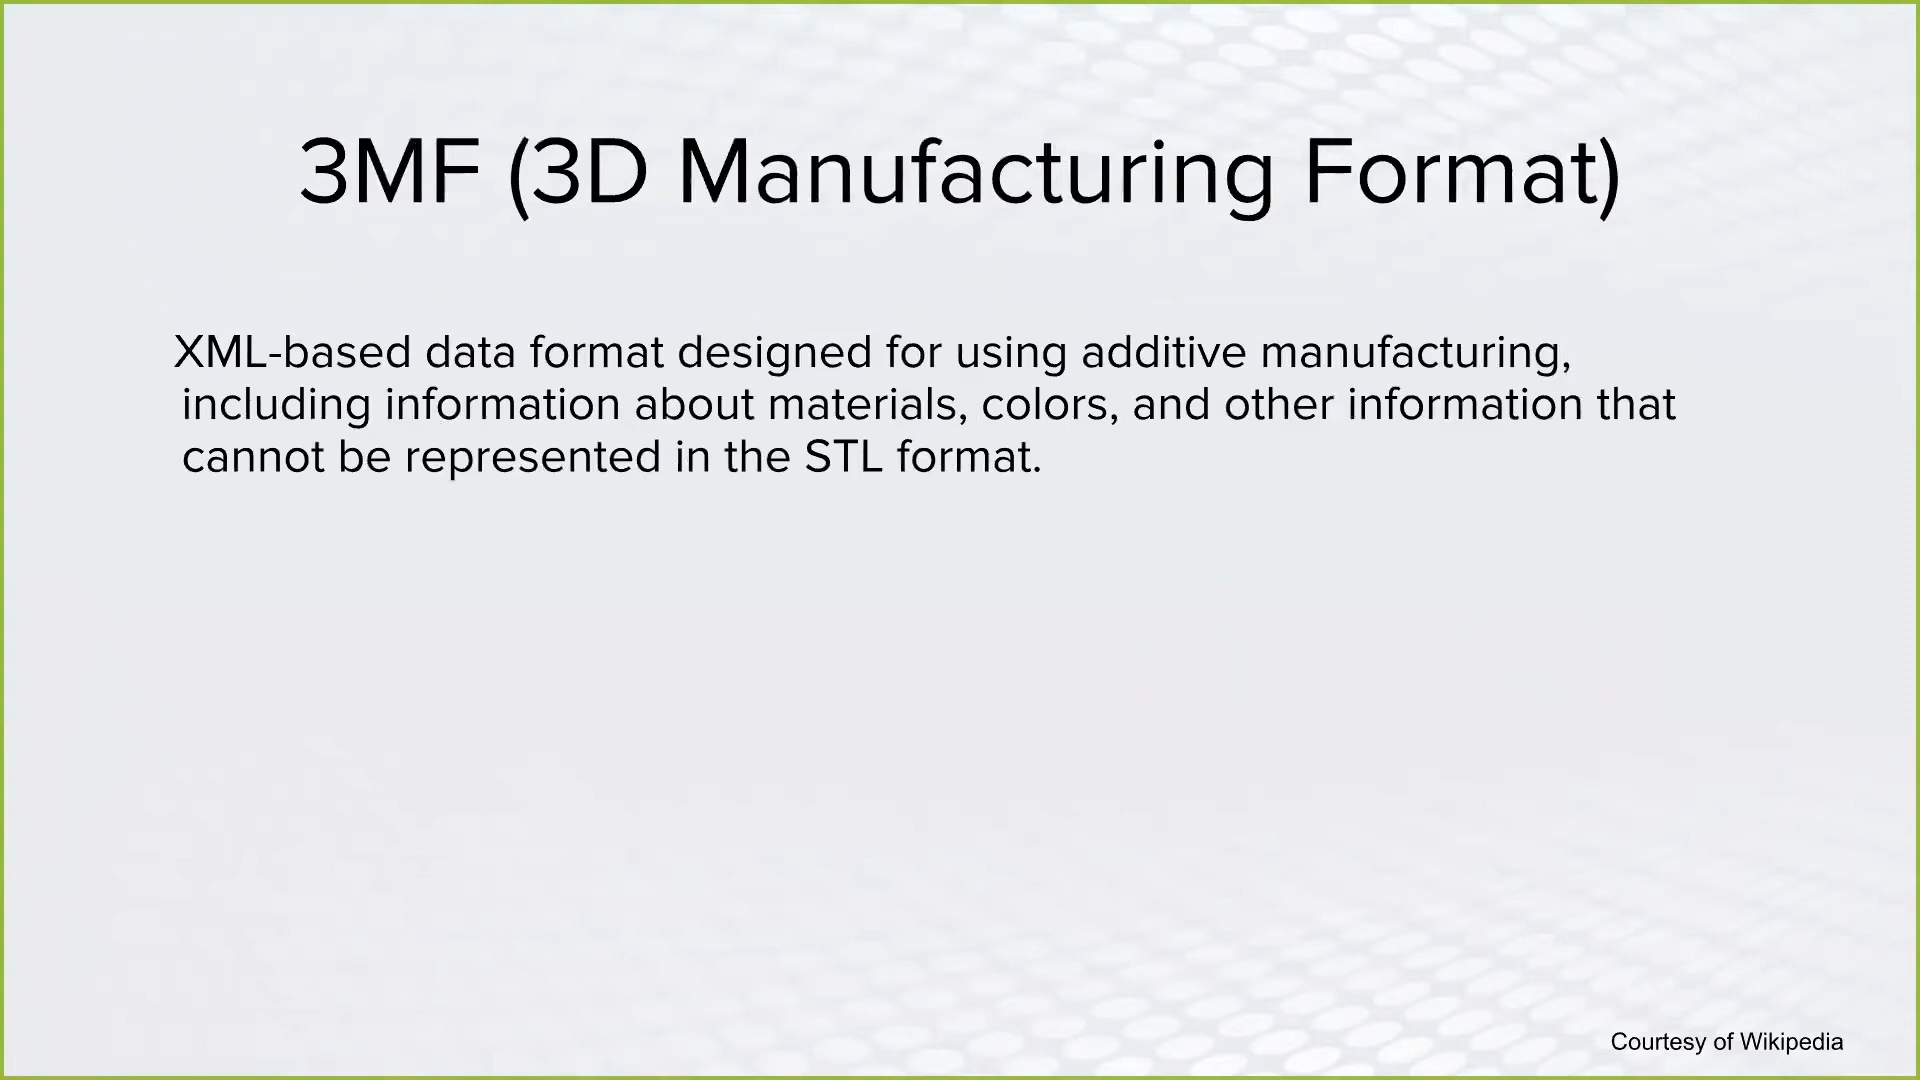 3MF (3D Manufacturing Format)
XML-based data format designed for using additive manufacturing,
including information about materials, colors, and other information that
cannot be represented in the STL format.
Courtesy of Wikipedia